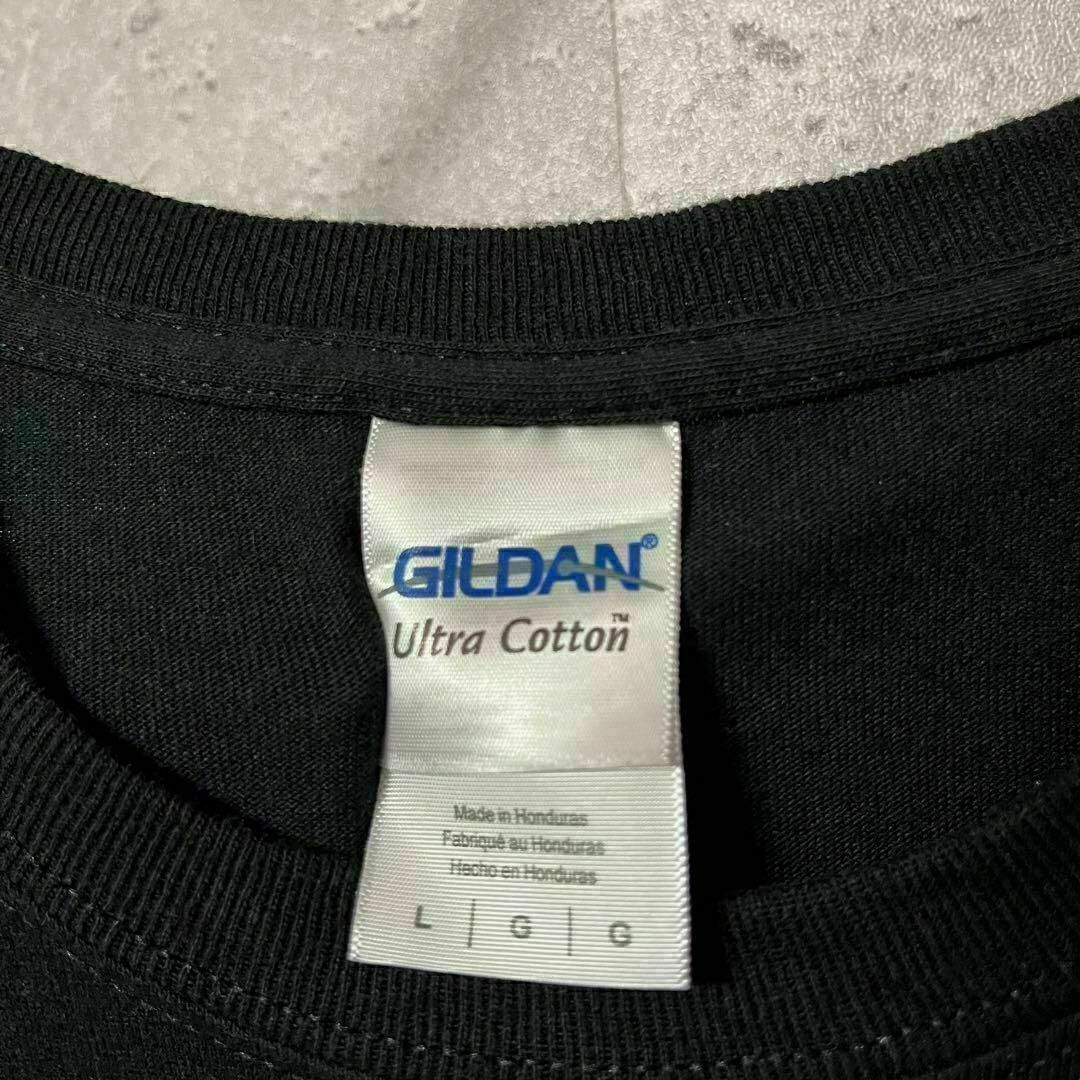 GILDAN®
Ultra Cotton™
Made in Honduras
Fabriqué au Honduras
Hecho en Honduras
L | G | G